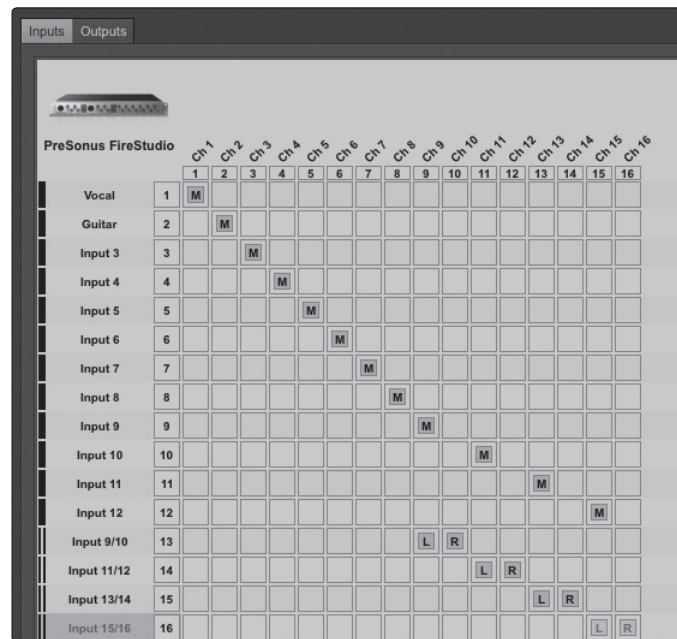 Inputs Outputs
PreSonus FireStudio
Ch 1 Ch 2 Ch 3 Ch 4 Ch 5 Ch 6 Ch 7 Ch 8 Ch 9 Ch 10 Ch 11 Ch 12 Ch 13 Ch 14 Ch 15 Ch 16
1 2 3 4 5 6 7 8 9 10 11 12 13 14 15 16
Vocal 1 M
Guitar 2 M
Input 3 3 M
Input 4 4 M
Input 5 5 M
Input 6 6 M
Input 7 7 M
Input 8 8 M
Input 9 9 M
Input 10 10 M
Input 11 11 M
Input 12 12 M
Input 9/10 13 L R
Input 11/12 14 L R
Input 13/14 15 L R
Input 15/16 16 L R